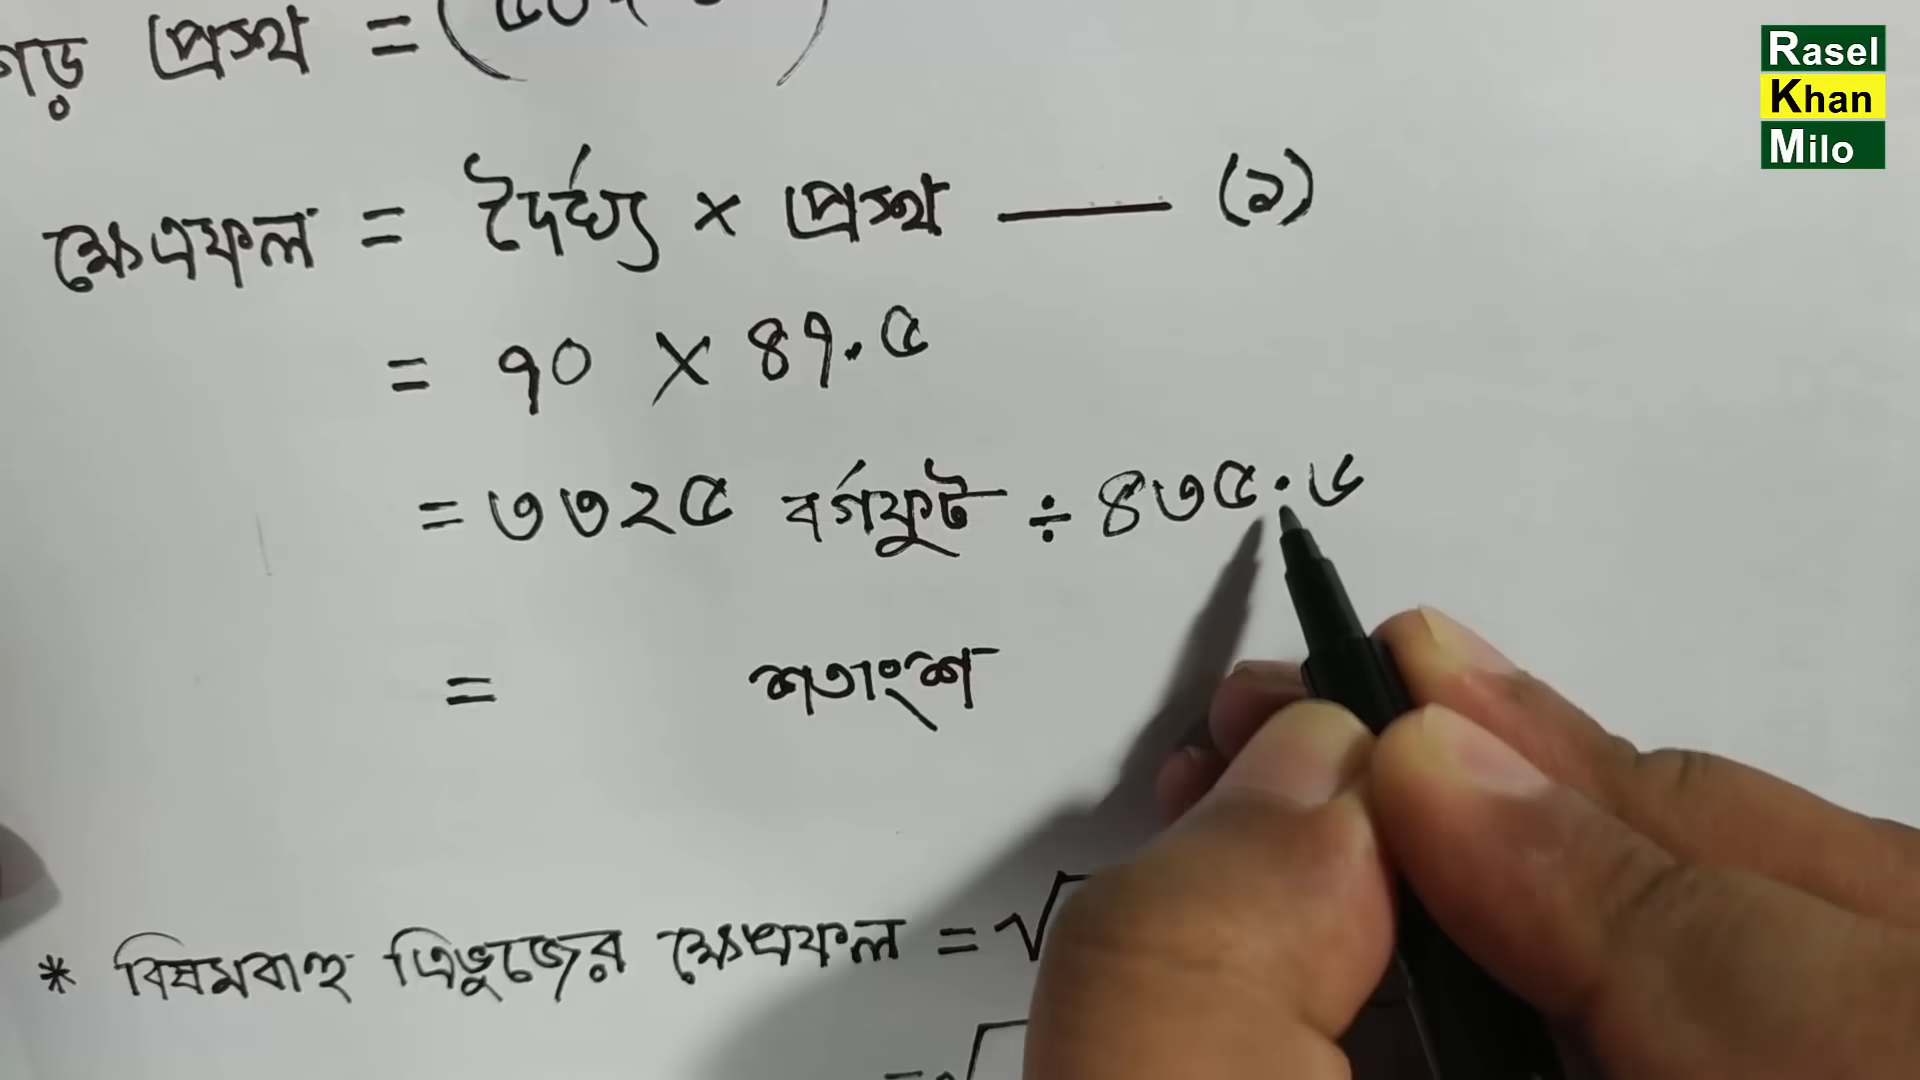 গড় প্রস্থ = (
ক্ষেত্রফল = দৈর্ঘ্য × প্রস্থ —— (১)
= ৭০ × ৪৭.৫
= ৩৩২৫ বর্গফুট ÷ ৪৩৫.৬
= শতাংশ
* বিষমবাহু ত্রিভুজের ক্ষেত্রফল = √
= √
Rasel
Khan
Milo